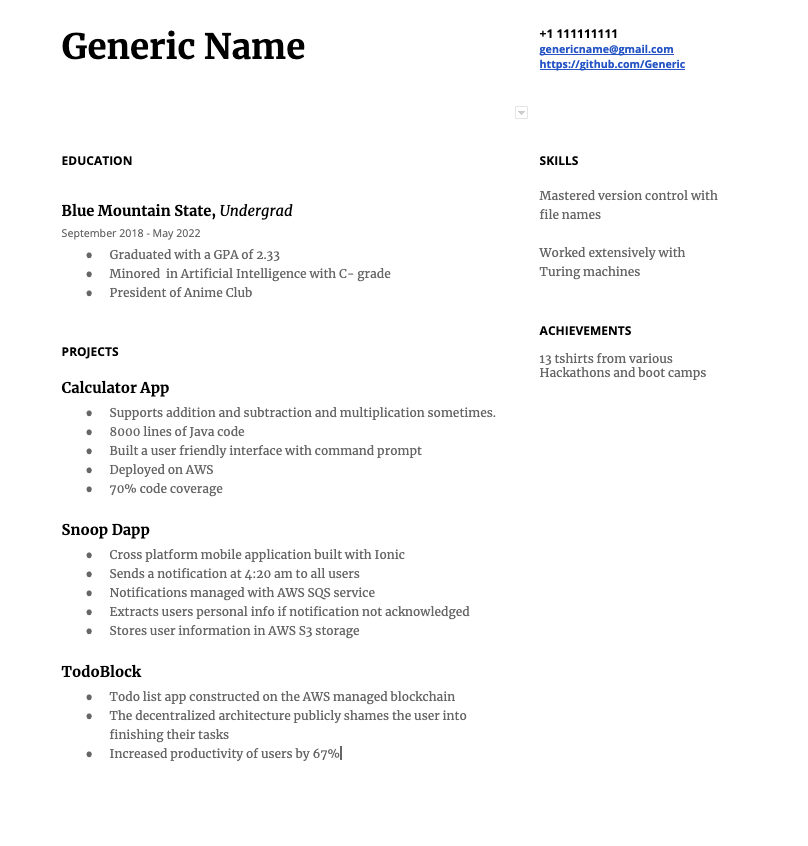 Generic Name
+1 111111111
genericname@gmail.com
https://github.com/Generic
EDUCATION
Blue Mountain State, Undergrad
September 2018 - May 2022
● Graduated with a GPA of 2.33
● Minored  in Artificial Intelligence with C- grade
● President of Anime Club
PROJECTS
Calculator App
● Supports addition and subtraction and multiplication sometimes.
● 8000 lines of Java code
● Built a user friendly interface with command prompt
● Deployed on AWS
● 70% code coverage
Snoop Dapp
● Cross platform mobile application built with Ionic
● Sends a notification at 4:20 am to all users
● Notifications managed with AWS SQS service
● Extracts users personal info if notification not acknowledged
● Stores user information in AWS S3 storage
TodoBlock
● Todo list app constructed on the AWS managed blockchain
● The decentralized architecture publicly shames the user into
finishing their tasks
● Increased productivity of users by 67%
SKILLS
Mastered version control with
file names
Worked extensively with
Turing machines
ACHIEVEMENTS
13 tshirts from various
Hackathons and boot camps